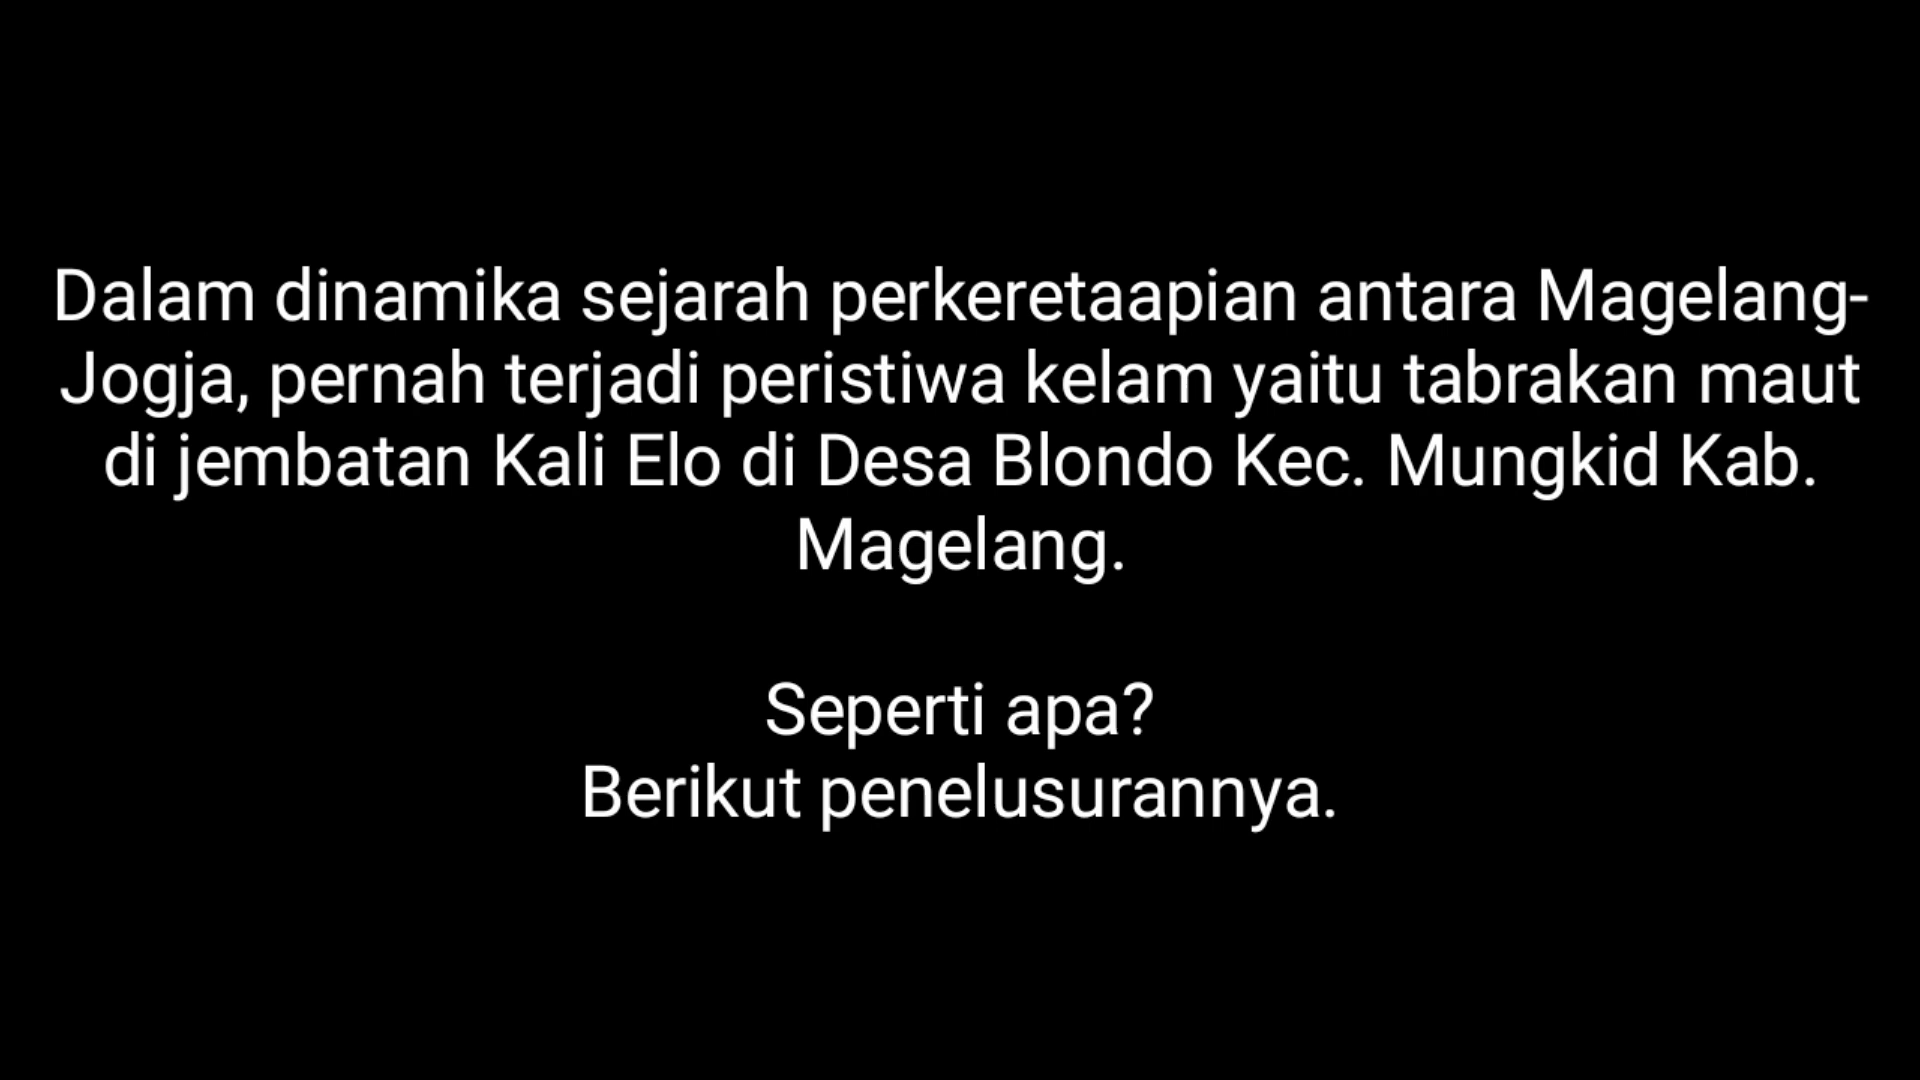 Dalam dinamika sejarah perkeretaapian antara Magelang-
Jogja, pernah terjadi peristiwa kelam yaitu tabrakan maut
di jembatan Kali Elo di Desa Blondo Kec. Mungkid Kab.
Magelang.
Seperti apa?
Berikut penelusurannya.